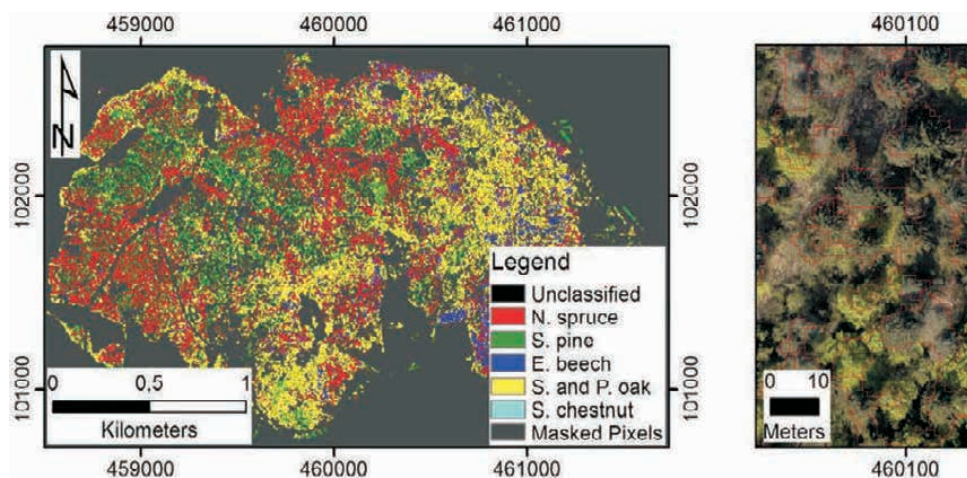 459000 460000 461000 460100
N
102000
101000
Legend
Unclassified
N. spruce
S. pine
E. beech
S. and P. oak
S. chestnut
Masked Pixels
0 0,5 1
Kilometers
0 10
Meters
102000
101000
459000 460000 461000 460100